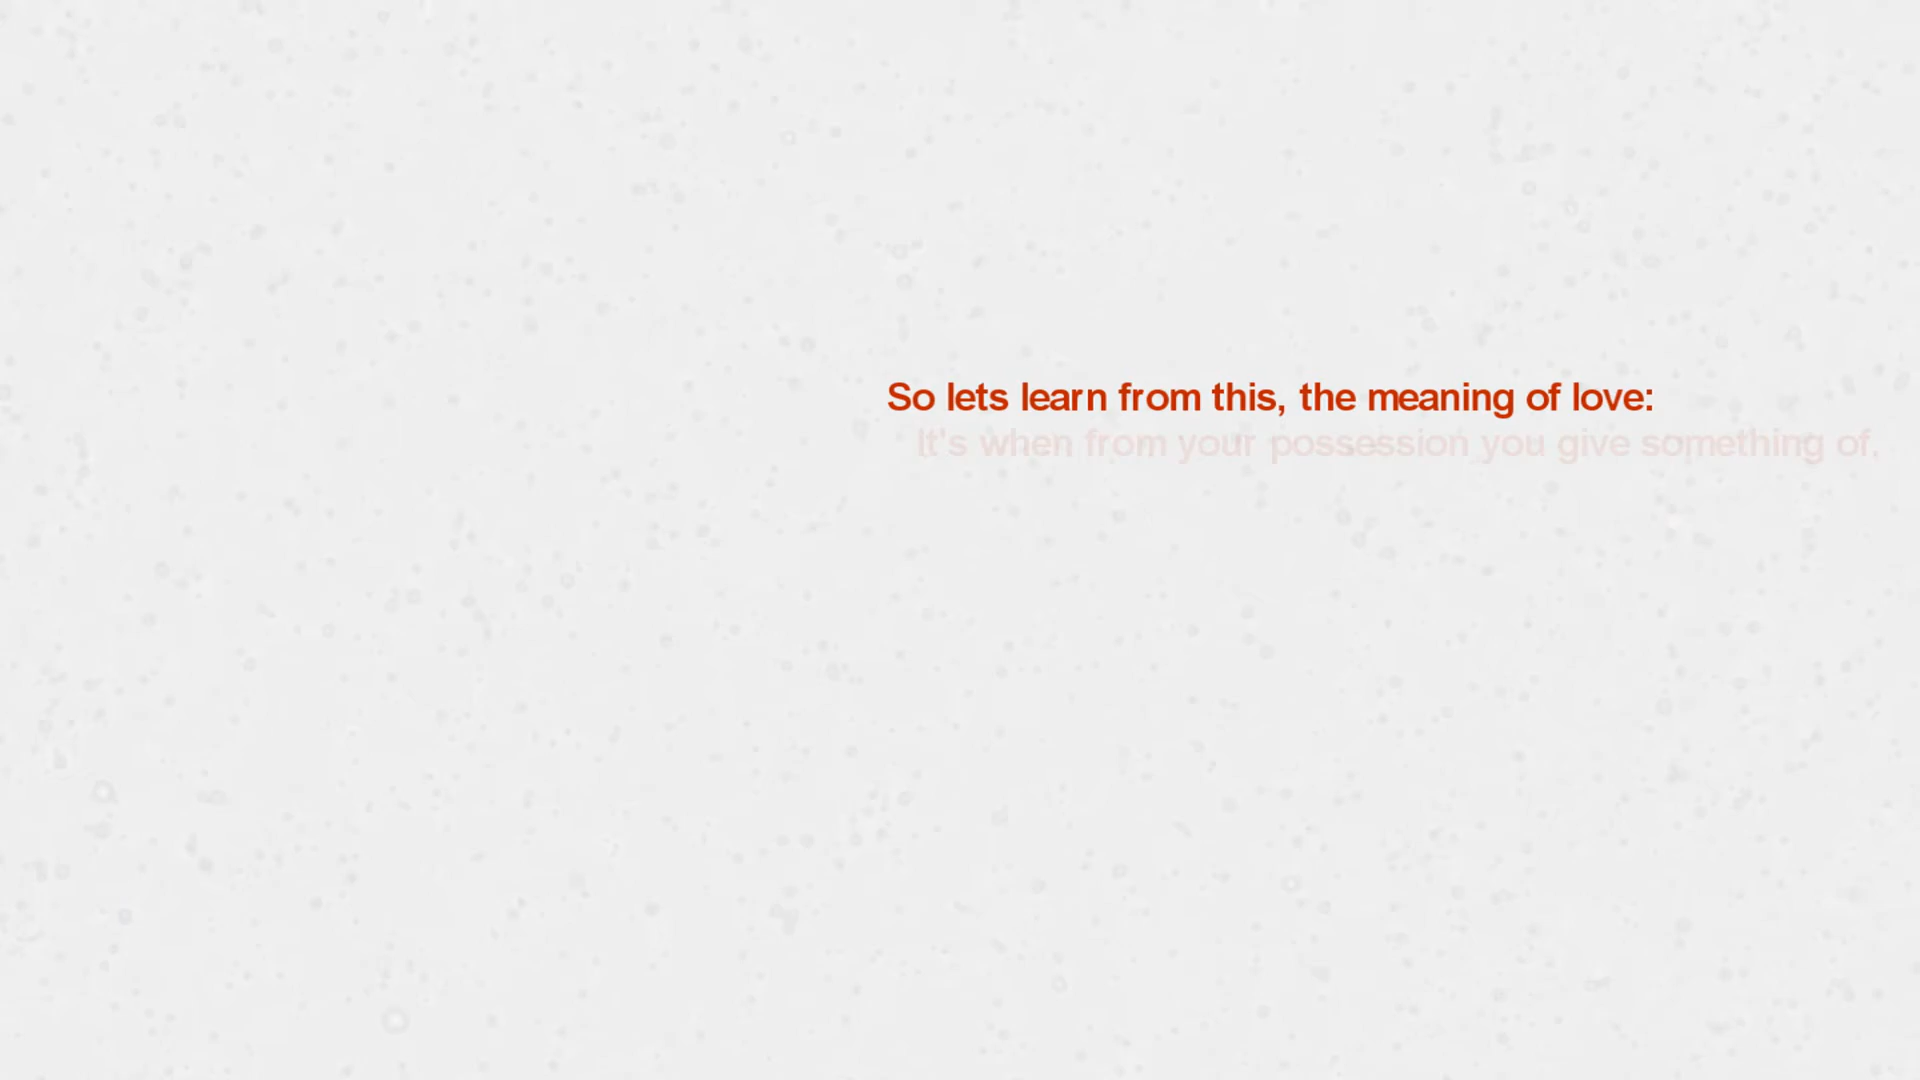 So lets learn from this, the meaning of love:
It's when from your possession you give something of.